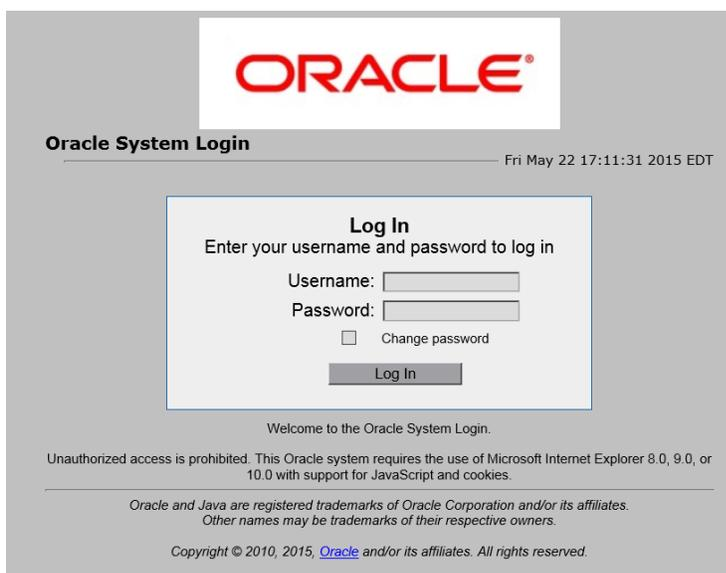 ORACLE®
Oracle System Login
Fri May 22 17:11:31 2015 EDT
Log In
Enter your username and password to log in
Username:
Password:
Change password
Log In
Welcome to the Oracle System Login.
Unauthorized access is prohibited. This Oracle system requires the use of Microsoft Internet Explorer 8.0, 9.0, or
10.0 with support for JavaScript and cookies.
Oracle and Java are registered trademarks of Oracle Corporation and/or its affiliates.
Other names may be trademarks of their respective owners.
Copyright © 2010, 2015, Oracle and/or its affiliates. All rights reserved.